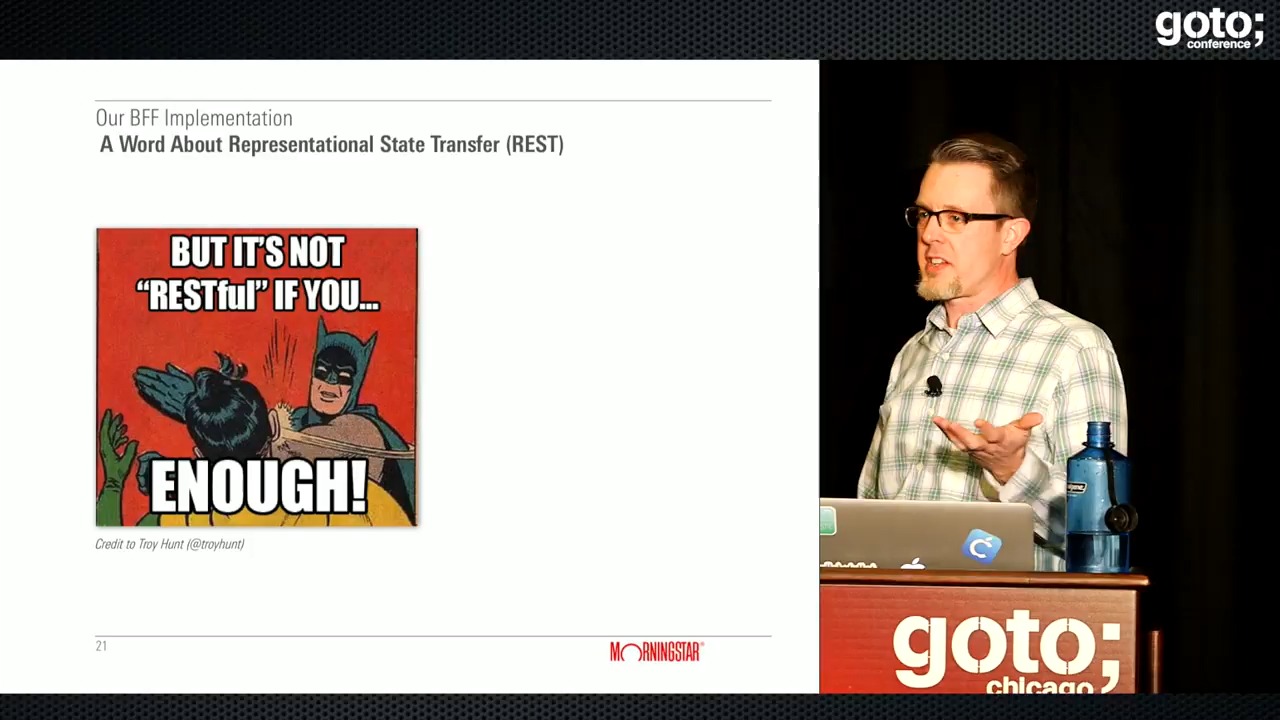 goto;
conference
Our BFF Implementation
A Word About Representational State Transfer (REST)
BUT IT'S NOT
“RESTful” IF YOU...
ENOUGH!
Credit to Troy Hunt (@troyhunt)
21
MORNINGSTAR®
goto;
chicago